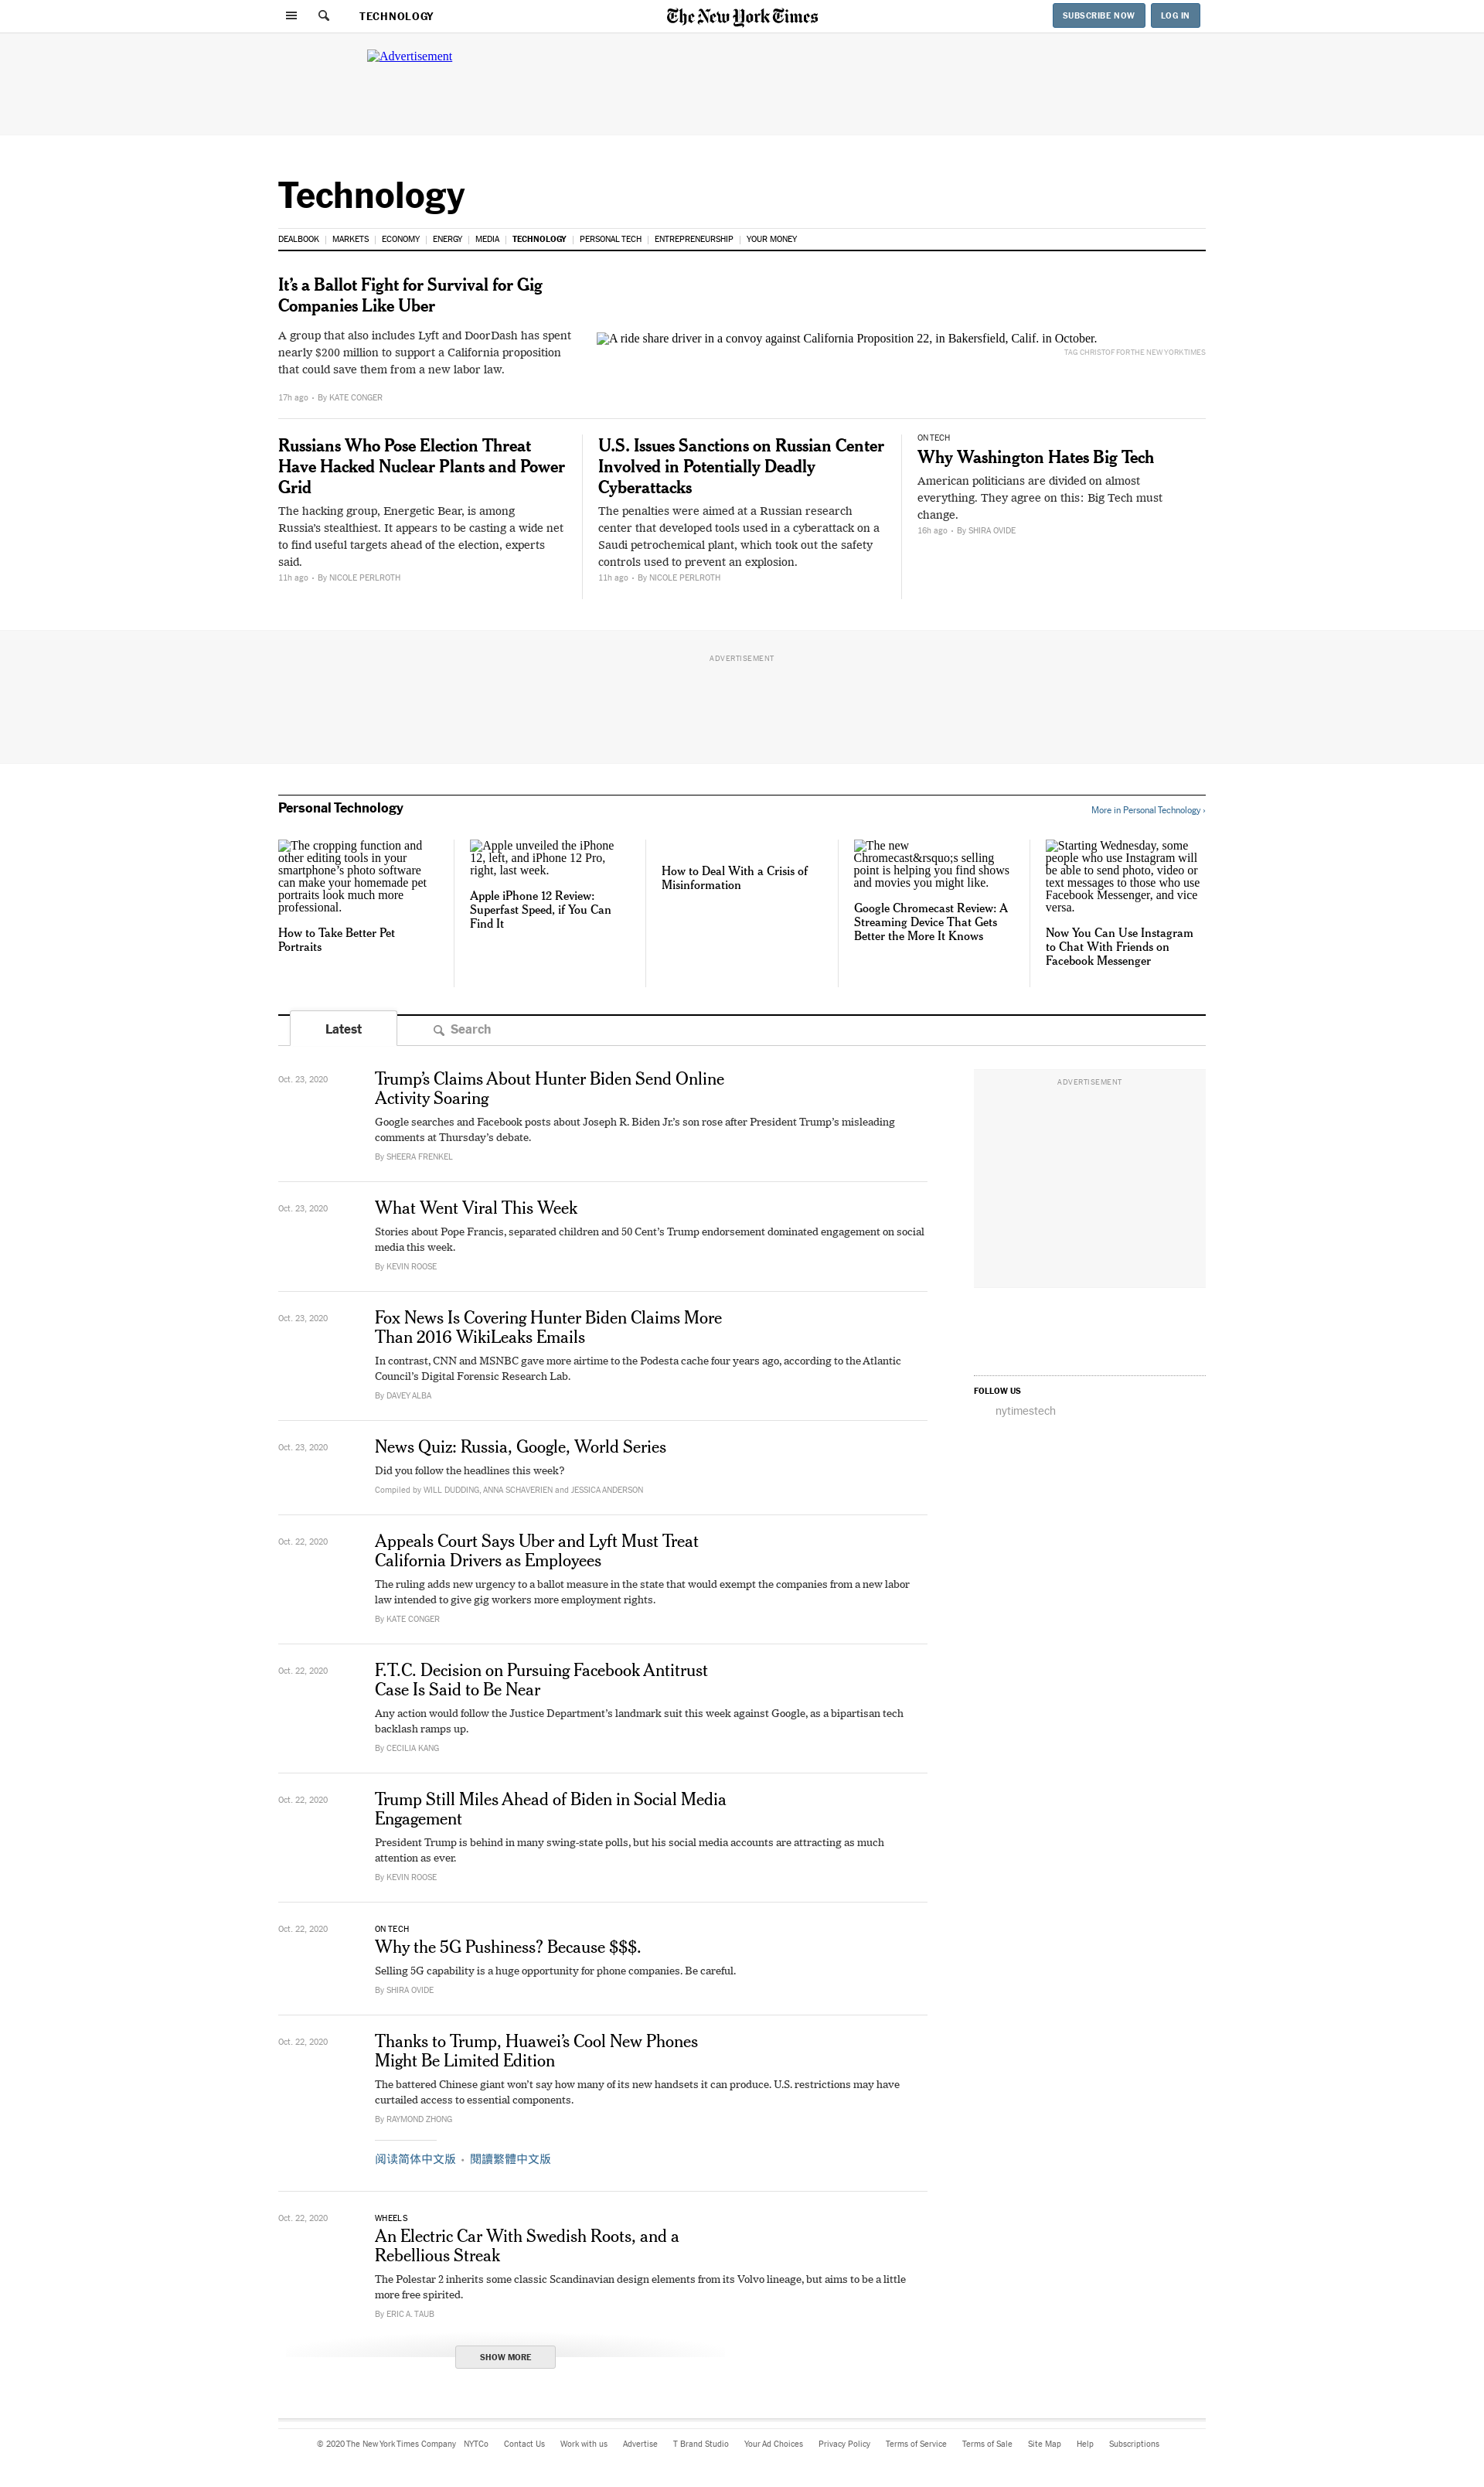 TECHNOLOGY
The New York Times
SUBSCRIBE NOW
LOG IN
Advertisement
Technology
DEALBOOK | MARKETS | ECONOMY | ENERGY | MEDIA | TECHNOLOGY | PERSONAL TECH | ENTREPRENEURSHIP | YOUR MONEY
It’s a Ballot Fight for Survival for Gig
Companies Like Uber
A group that also includes Lyft and DoorDash has spent
nearly $200 million to support a California proposition
that could save them from a new labor law.
17h ago • By KATE CONGER
A ride share driver in a convoy against California Proposition 22, in Bakersfield, Calif. in October.
TAG CHRISTOF FOR THE NEW YORK TIMES
Russians Who Pose Election Threat
Have Hacked Nuclear Plants and Power
Grid
The hacking group, Energetic Bear, is among
Russia’s stealthiest. It appears to be casting a wide net
to find useful targets ahead of the election, experts
said.
11h ago • By NICOLE PERLROTH
U.S. Issues Sanctions on Russian Center
Involved in Potentially Deadly
Cyberattacks
The penalties were aimed at a Russian research
center that developed tools used in a cyberattack on a
Saudi petrochemical plant, which took out the safety
controls used to prevent an explosion.
11h ago • By NICOLE PERLROTH
ON TECH
Why Washington Hates Big Tech
American politicians are divided on almost
everything. They agree on this: Big Tech must
change.
16h ago • By SHIRA OVIDE
ADVERTISEMENT
Personal Technology
More in Personal Technology ›
The cropping function and
other editing tools in your
smartphone’s photo software
can make your homemade pet
portraits look much more
professional.
How to Take Better Pet
Portraits
Apple unveiled the iPhone
12, left, and iPhone 12 Pro,
right, last week.
Apple iPhone 12 Review:
Superfast Speed, if You Can
Find It
How to Deal With a Crisis of
Misinformation
The new
Chromecast&rsquo;s selling
point is helping you find shows
and movies you might like.
Google Chromecast Review: A
Streaming Device That Gets
Better the More It Knows
Starting Wednesday, some
people who use Instagram will
be able to send photo, video or
text messages to those who use
Facebook Messenger, and vice
versa.
Now You Can Use Instagram
to Chat With Friends on
Facebook Messenger
Latest
Search
Oct. 23, 2020
Trump’s Claims About Hunter Biden Send Online
Activity Soaring
Google searches and Facebook posts about Joseph R. Biden Jr.’s son rose after President Trump’s misleading
comments at Thursday’s debate.
By SHEERA FRENKEL
ADVERTISEMENT
Oct. 23, 2020
What Went Viral This Week
Stories about Pope Francis, separated children and 50 Cent’s Trump endorsement dominated engagement on social
media this week.
By KEVIN ROOSE
Oct. 23, 2020
Fox News Is Covering Hunter Biden Claims More
Than 2016 WikiLeaks Emails
In contrast, CNN and MSNBC gave more airtime to the Podesta cache four years ago, according to the Atlantic
Council’s Digital Forensic Research Lab.
By DAVEY ALBA
FOLLOW US
nytimestech
Oct. 23, 2020
News Quiz: Russia, Google, World Series
Did you follow the headlines this week?
Compiled by WILL DUDDING, ANNA SCHAVERIEN and JESSICA ANDERSON
Oct. 22, 2020
Appeals Court Says Uber and Lyft Must Treat
California Drivers as Employees
The ruling adds new urgency to a ballot measure in the state that would exempt the companies from a new labor
law intended to give gig workers more employment rights.
By KATE CONGER
Oct. 22, 2020
F.T.C. Decision on Pursuing Facebook Antitrust
Case Is Said to Be Near
Any action would follow the Justice Department’s landmark suit this week against Google, as a bipartisan tech
backlash ramps up.
By CECILIA KANG
Oct. 22, 2020
Trump Still Miles Ahead of Biden in Social Media
Engagement
President Trump is behind in many swing-state polls, but his social media accounts are attracting as much
attention as ever.
By KEVIN ROOSE
Oct. 22, 2020
ON TECH
Why the 5G Pushiness? Because $$$.
Selling 5G capability is a huge opportunity for phone companies. Be careful.
By SHIRA OVIDE
Oct. 22, 2020
Thanks to Trump, Huawei’s Cool New Phones
Might Be Limited Edition
The battered Chinese giant won’t say how many of its new handsets it can produce. U.S. restrictions may have
curtailed access to essential components.
By RAYMOND ZHONG
阅读简体中文版 • 閱讀繁體中文版
Oct. 22, 2020
WHEELS
An Electric Car With Swedish Roots, and a
Rebellious Streak
The Polestar 2 inherits some classic Scandinavian design elements from its Volvo lineage, but aims to be a little
more free spirited.
By ERIC A. TAUB
SHOW MORE
© 2020 The New York Times Company NYTCo Contact Us Work with us Advertise T Brand Studio Your Ad Choices Privacy Policy Terms of Service Terms of Sale Site Map Help Subscriptions